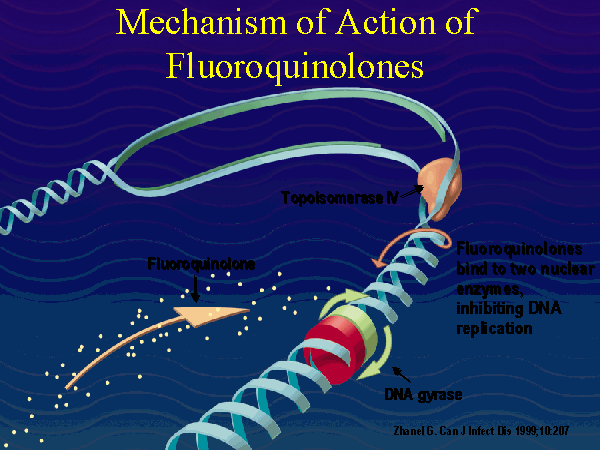 Mechanism of Action of
Fluoroquinolones
Topoisomerase IV
Fluoroquinolone
Fluoroquinolones
bind to two nuclear
enzymes,
inhibiting DNA
replication
DNA gyrase
Zhanel G. Can J Infect Dis 1999;10:207